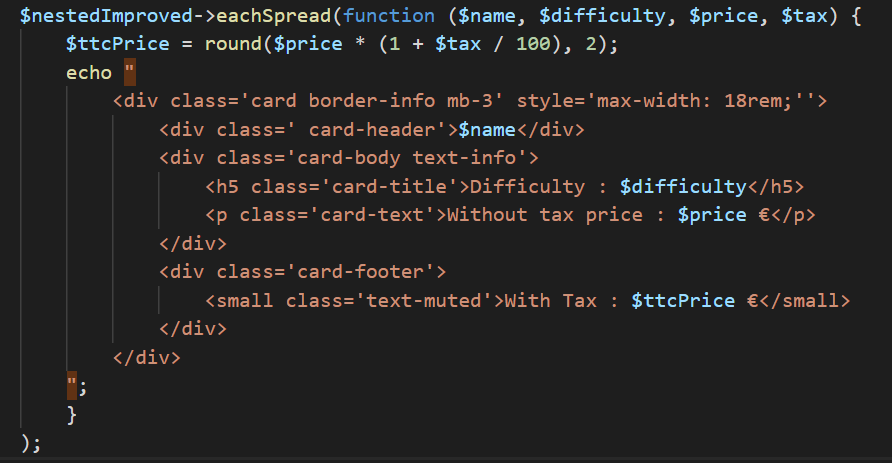 $nestedImproved->eachSpread(function ($name, $difficulty, $price, $tax) {
    $ttcPrice = round($price * (1 + $tax / 100), 2);
    echo "
        <div class='card border-info mb-3' style='max-width: 18rem;''>
            <div class=' card-header'>$name</div>
            <div class='card-body text-info'>
                <h5 class='card-title'>Difficulty : $difficulty</h5>
                <p class='card-text'>Without tax price : $price €</p>
            </div>
            <div class='card-footer'>
                <small class='text-muted'>With Tax : $ttcPrice €</small>
            </div>
        </div>
    ";
    }
);